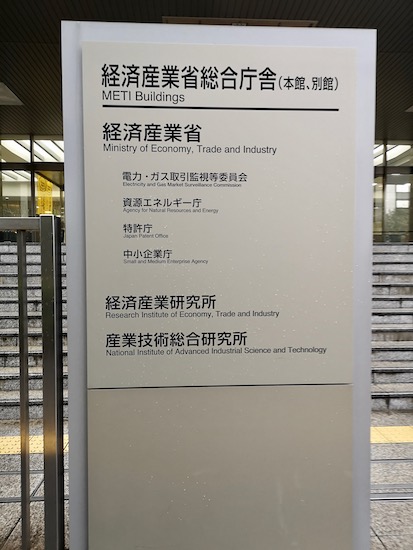 経済産業省総合庁舎(本館、別館)
METI Buildings
経済産業省
Ministry of Economy, Trade and Industry
電力・ガス取引監視等委員会
Electricity and Gas Market Surveillance Commission
資源エネルギー庁
Agency for Natural Resources and Energy
特許庁
Japan Patent Office
中小企業庁
Small and Medium Enterprise Agency
経済産業研究所
Research Institute of Economy, Trade and Industry
産業技術総合研究所
National Institute of Advanced Industrial Science and Technology